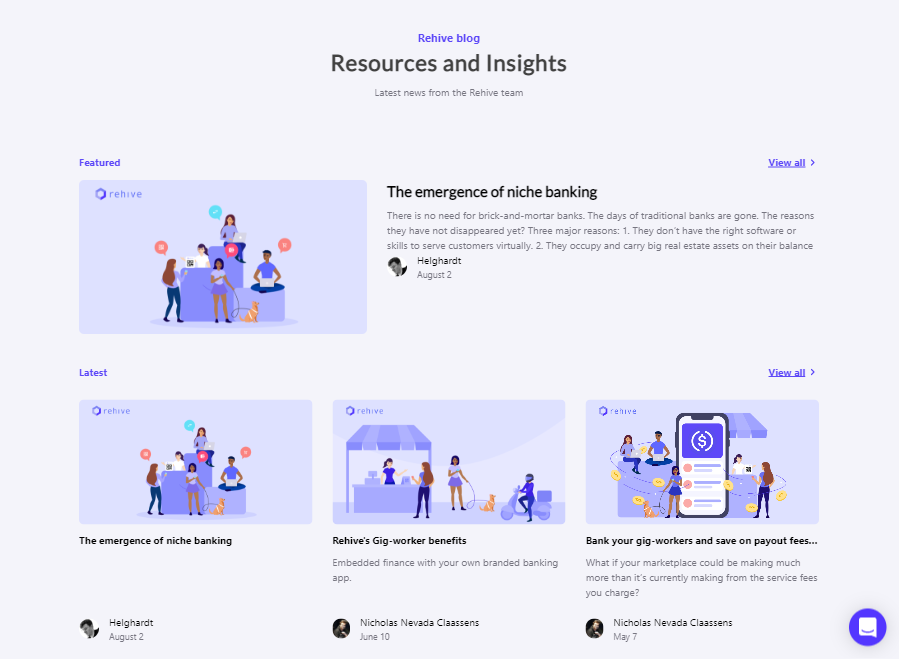 Rehive blog
Resources and Insights
Latest news from the Rehive team
Featured
View all
rehive
The emergence of niche banking
There is no need for brick-and-mortar banks. The days of traditional banks are gone. The reasons
they have not disappeared yet? Three major reasons: 1. They don't have the right software or
skills to serve customers virtually. 2. They occupy and carry big real estate assets on their balance
Helghardt
August 2
Latest
View all
rehive
The emergence of niche banking
Helghardt
August 2
rehive
Rehive's Gig-worker benefits
Embedded finance with your own branded banking
app.
Nicholas Nevada Claassens
June 10
rehive
$
Bank your gig-workers and save on payout fees...
What if your marketplace could be making much
more than it's currently making from the service fees
you charge?
Nicholas Nevada Claassens
May 7